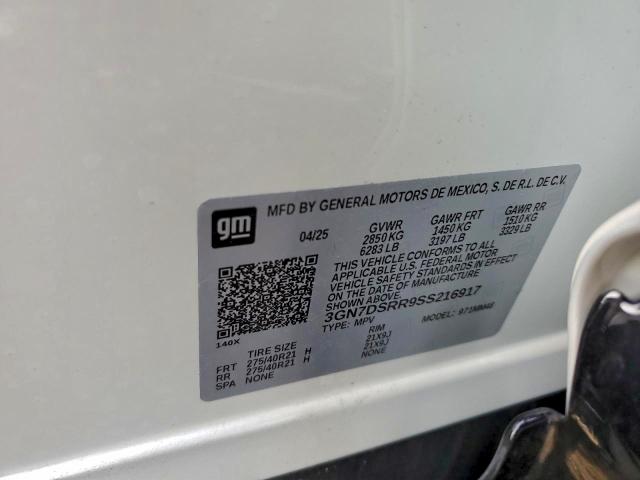 gm
MFD BY GENERAL MOTORS DE MEXICO, S. DE R.L. DE C.V.
04/25 GVWR GAWR FRT GAWR RR
2850 KG 1450 KG 1510 KG
6283 LB 3197 LB 3329 LB
THIS VEHICLE CONFORMS TO ALL
APPLICABLE U.S. FEDERAL MOTOR
VEHICLE SAFETY STANDARDS IN EFFECT
ON THE DATE OF MANUFACTURE
SHOWN ABOVE.
3GN7DSRR9SS216917
TYPE: MPV MODEL:
140X
TIRE SIZE RIM
FRT 275/40R21 H 21X9J
RR 275/40R21 H 21X9J
SPA NONE NONE